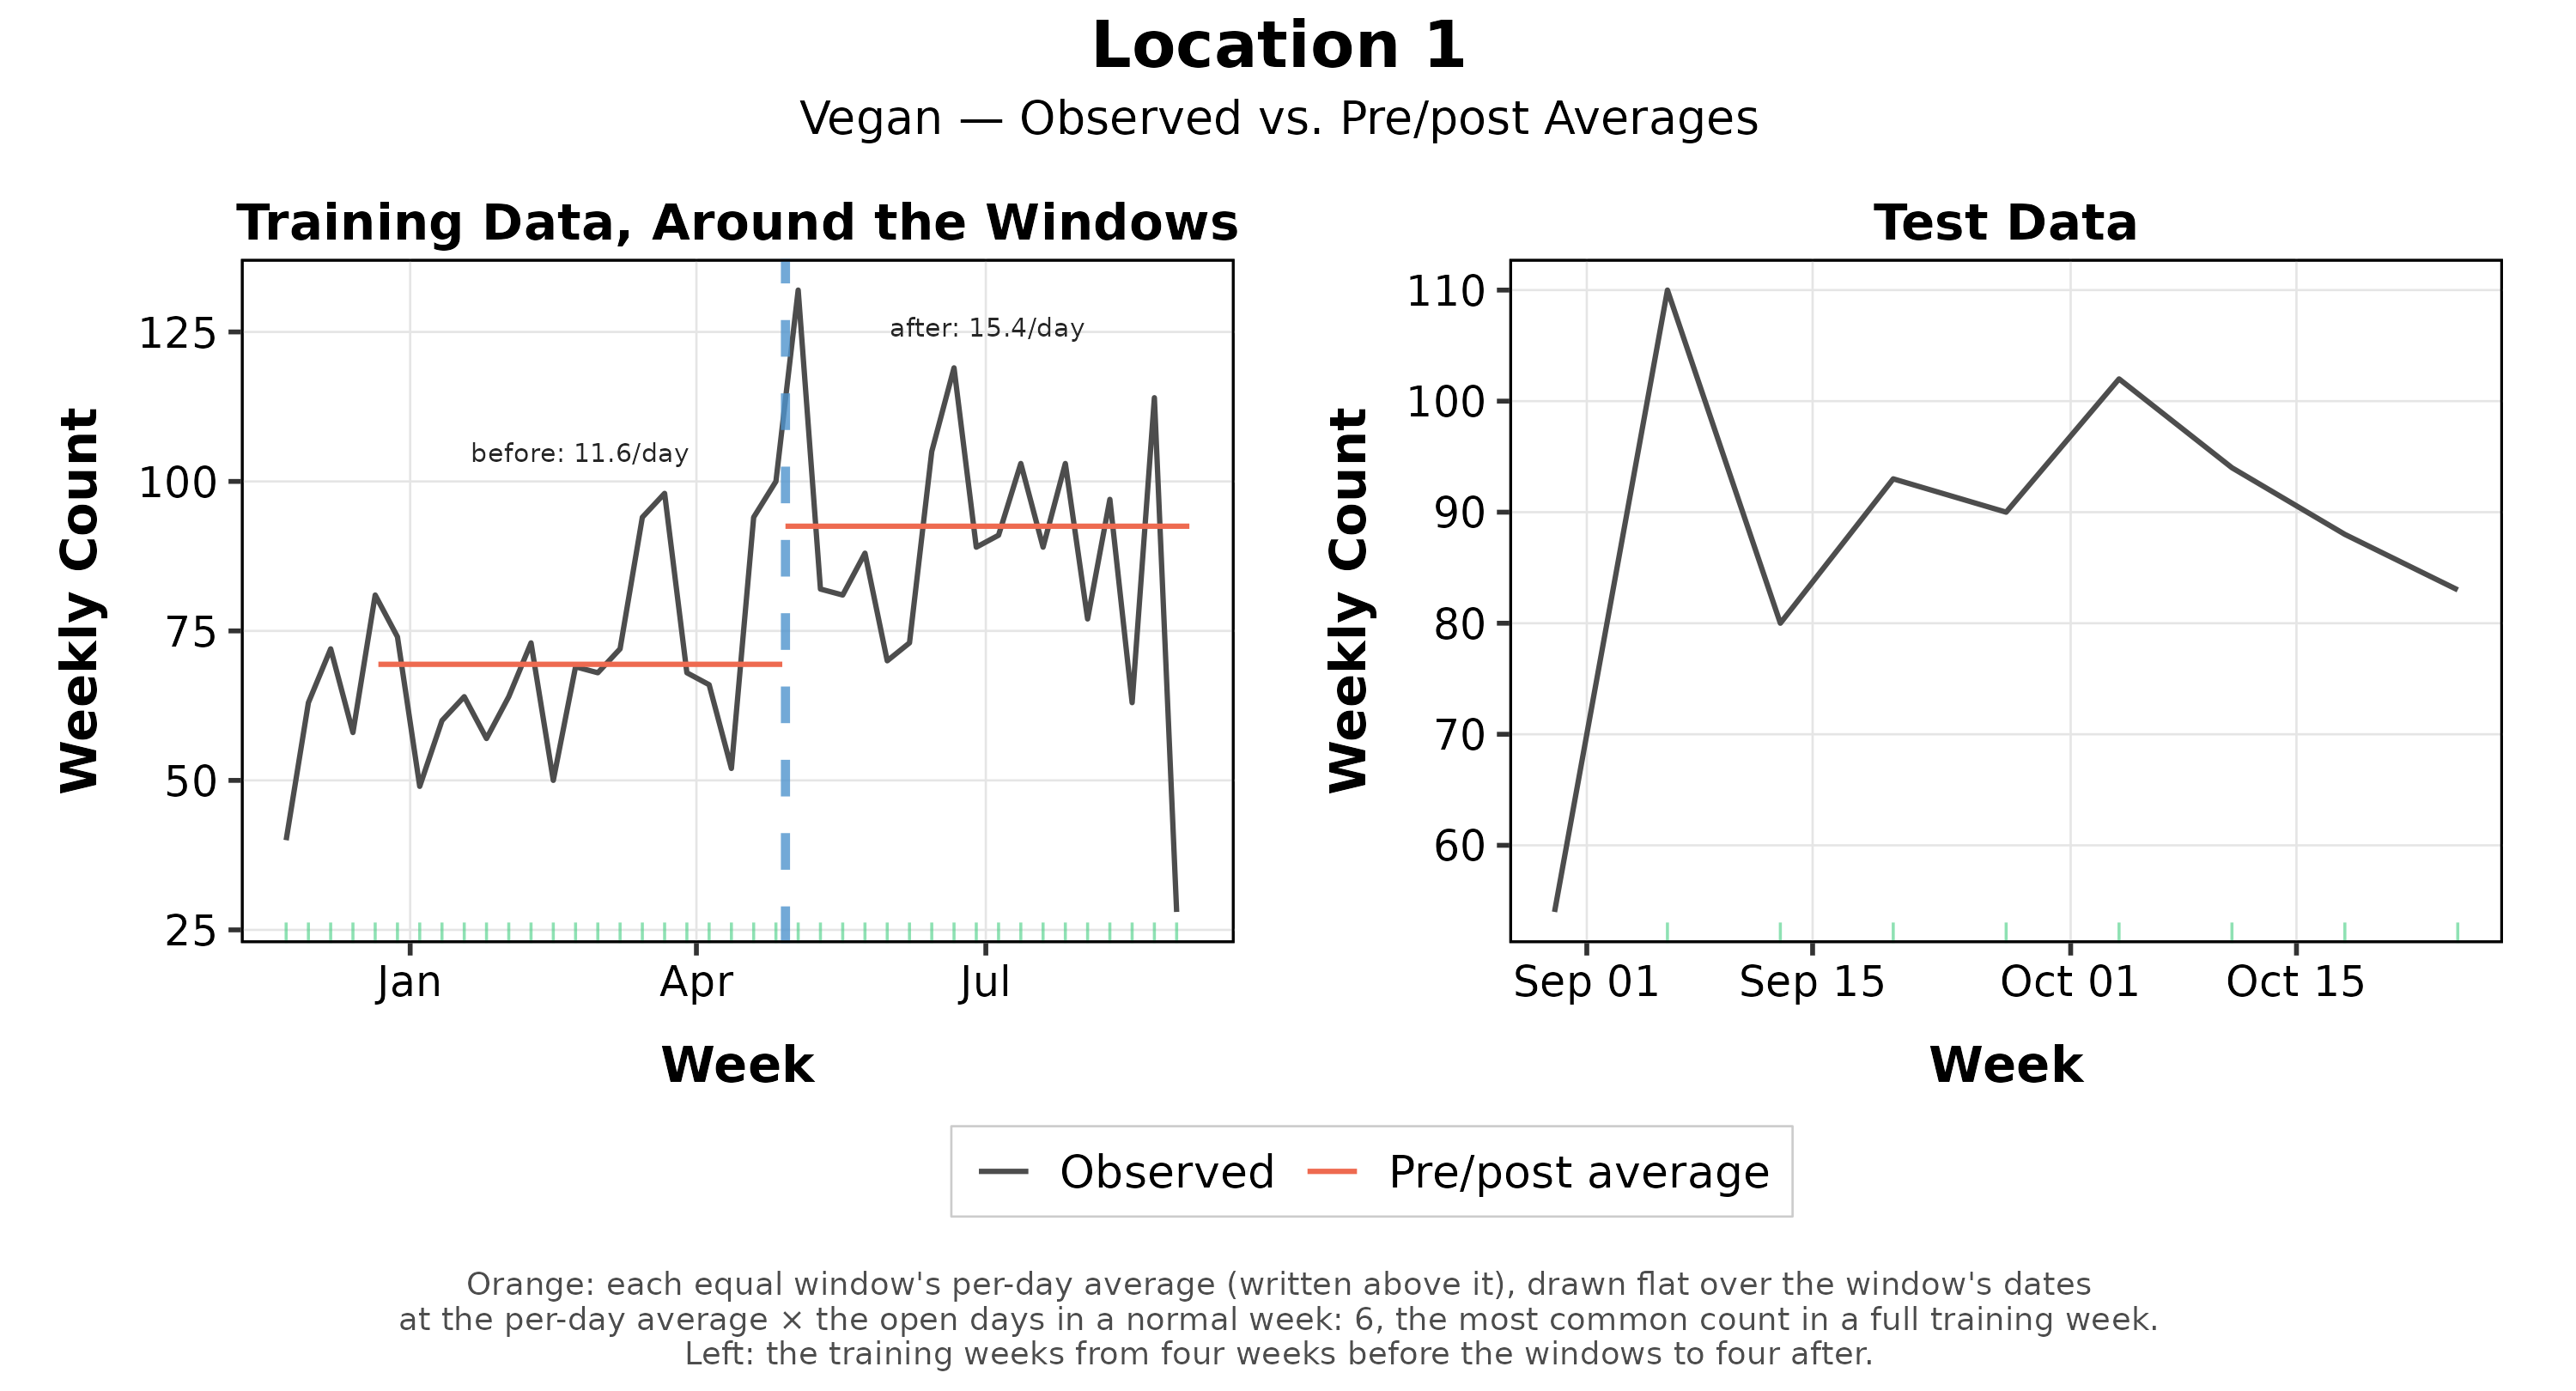 Location 1
Vegan — Observed vs. Pre/post Averages
Training Data, Around the Windows
Test Data
Weekly Count
125
100
75
50
25
before: 11.6/day
after: 15.4/day
Jan
Apr
Jul
Week
Weekly Count
110
100
90
80
70
60
Sep 01
Sep 15
Oct 01
Oct 15
Week
Observed
Pre/post average
Orange: each equal window's per-day average (written above it), drawn flat over the window's dates
at the per-day average × the open days in a normal week: 6, the most common count in a full training week.
Left: the training weeks from four weeks before the windows to four after.